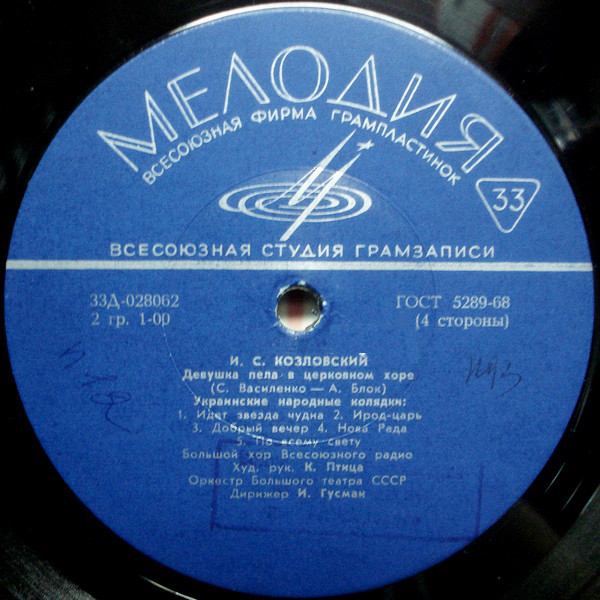 МЕЛОДИЯ
ВСЕСОЮЗНАЯ ФИРМА ГРАМПЛАСТИНОК
33
ВСЕСОЮЗНАЯ СТУДИЯ ГРАМЗАПИСИ
33Д-028062
2 гр. 1-00
ГОСТ 5289-68
(4 стороны)
И. С. КОЗЛОВСКИЙ
Девушка пела в церковном хоре
(С. Василенко — А. Блок)
Украинские народные колядки:
1. Идет звезда чудна 2. Ирод-царь
3. Добрый вечер 4. Нова Рада
5. По всему свету
Большой хор Всесоюзного радио
Худ. рук. К. Птица
Оркестр Большого театра СССР
Дирижер И. Гусман